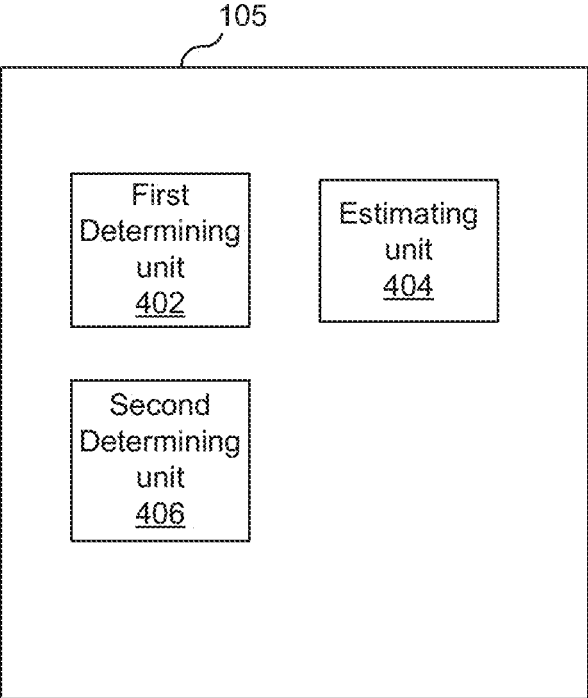 105
First
Determining
unit
402
Estimating
unit
404
Second
Determining
unit
406